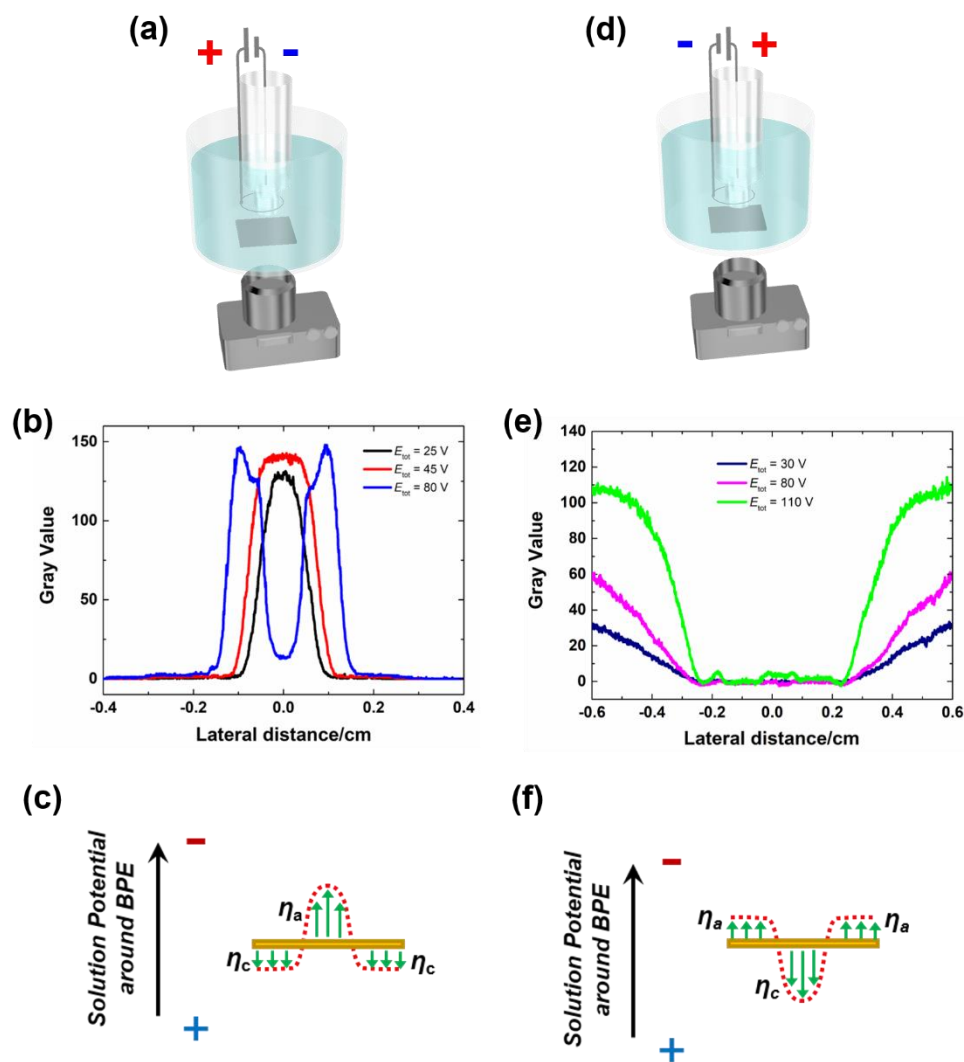 (a)
+ -
(d)
- +
(b)
150
100
50
0
Gray Value
E_tot = 25 V
E_tot = 45 V
E_tot = 80 V
-0.4 -0.2 0.0 0.2 0.4
Lateral distance/cm
(e)
140
120
100
80
60
40
20
0
Gray Value
E_tot = 30 V
E_tot = 80 V
E_tot = 110 V
-0.6 -0.4 -0.2 0.0 0.2 0.4 0.6
Lateral distance/cm
(c)
Solution Potential
around BPE
-
+
η_a
η_c
η_c
(f)
Solution Potential
around BPE
-
+
η_a
η_a
η_c